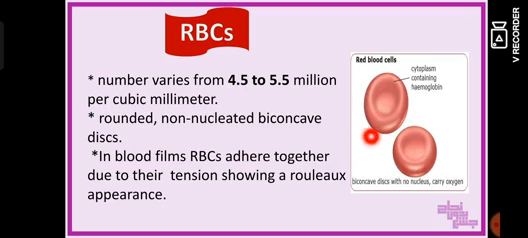 RBCs
* number varies from 4.5 to 5.5 million
per cubic millimeter.
* rounded, non-nucleated biconcave
discs.
*In blood films RBCs adhere together
due to their tension showing a rouleaux
appearance.
Red blood cells
cytoplasm
containing
haemoglobin
biconcave discs with no nucleus, carry oxygen
V RECORDER